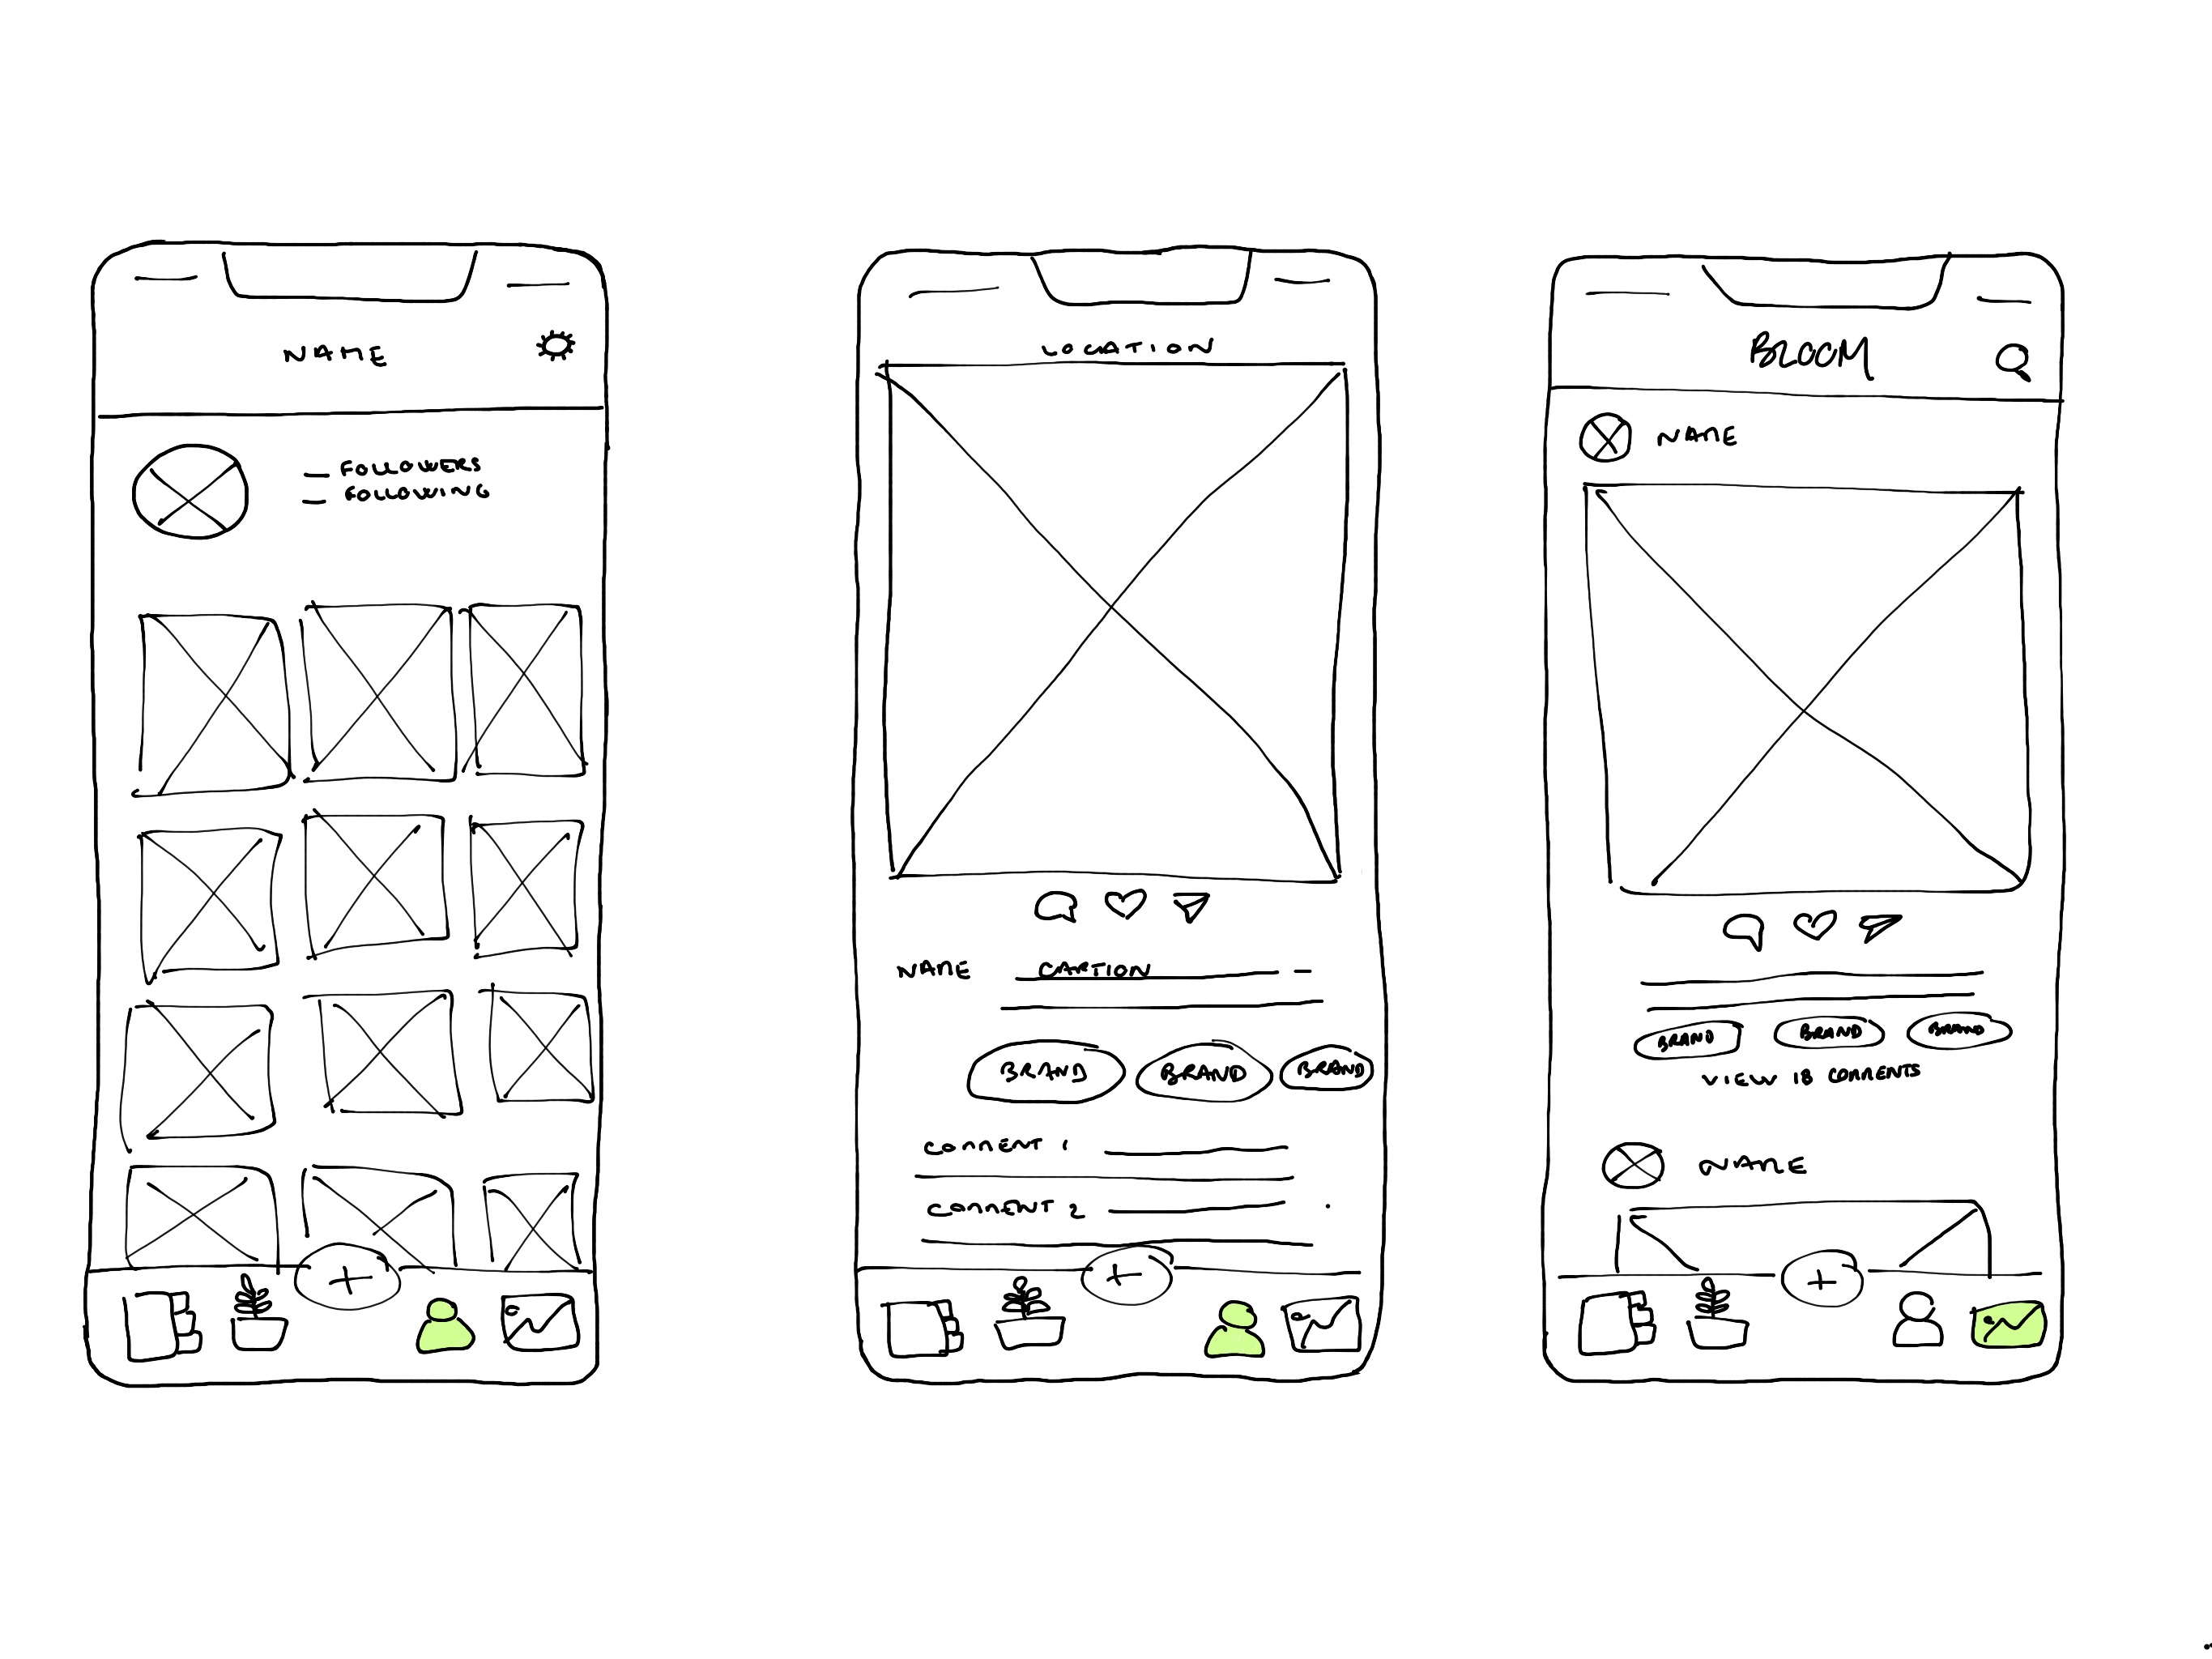 NAME
FOLLOWERS
FOLLOWING
LOCATION
NAME CAPTION
BRAND BRAND BRAND
COMMENT 1
COMMENT 2
BLOOM
NAME
BRAND BRAND BRAND
VIEW 18 COMMENTS
NAME